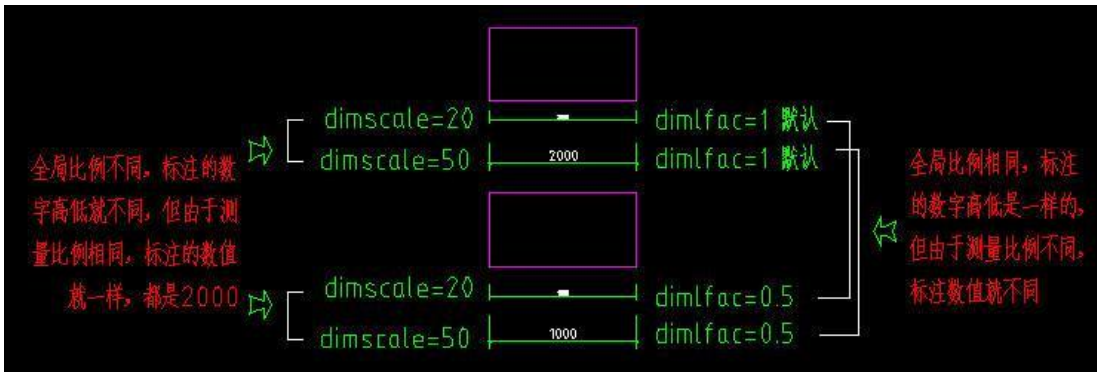 dimscale=20
dimlfac=1 默认
dimscale=50
2000
dimlfac=1 默认
全局比例不同，标注的数
字高低就不同，但由于测
量比例相同，标注的数值
就一样，都是2000
全局比例相同，标注
的数字高低是一样的，
但由于测量比例不同，
标注数值就不同
dimscale=20
dimlfac=0.5
dimscale=50
1000
dimlfac=0.5